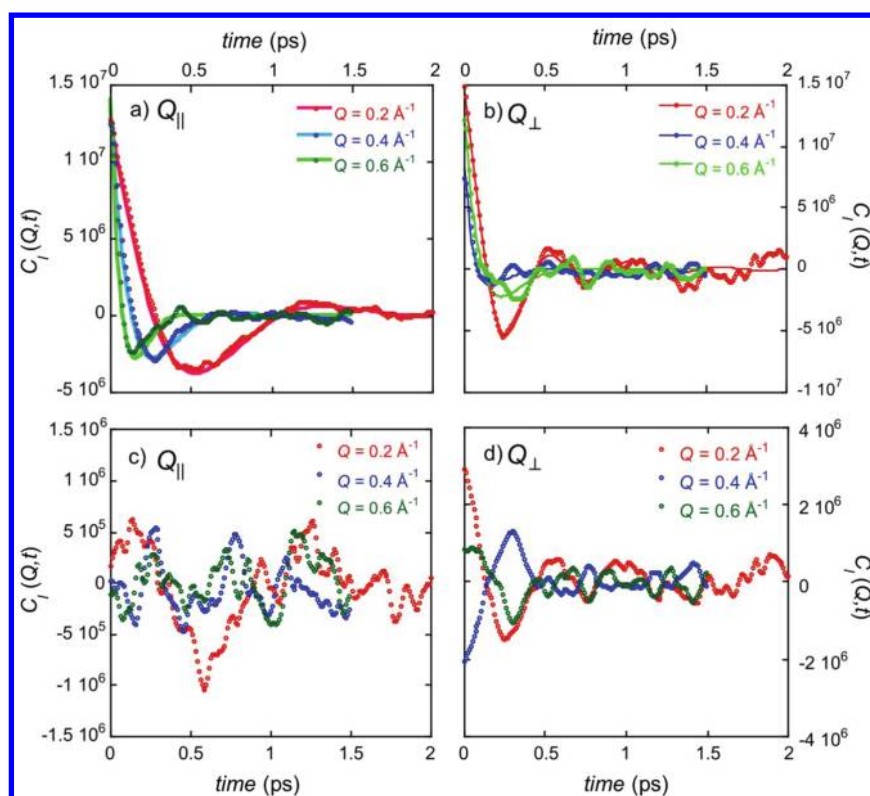 time (ps) time (ps)
0 0.5 1 1.5 2 0 0.5 1 1.5 2
a) Q||
Q = 0.2 Å-1
Q = 0.4 Å-1
Q = 0.6 Å-1
1.5 10⁷
1 10⁷
5 10⁶
0
-5 10⁶
Cl (Q,t)
b) Q⊥
Q = 0.2 Å-1
Q = 0.4 Å-1
Q = 0.6 Å-1
1.5 10⁷
1 10⁷
5 10⁶
0
-5 10⁶
-1 10⁷
Cl (Q,t)
c) Q||
Q = 0.2 Å-1
Q = 0.4 Å-1
Q = 0.6 Å-1
1.5 10⁶
1 10⁶
5 10⁵
0
-5 10⁵
-1 10⁶
-1.5 10⁶
Cl (Q,t)
d) Q⊥
Q = 0.2 Å-1
Q = 0.4 Å-1
Q = 0.6 Å-1
4 10⁶
2 10⁶
0
-2 10⁶
-4 10⁶
Cl (Q,t)
0 0.5 1 1.5 2 0 0.5 1 1.5 2
time (ps) time (ps)